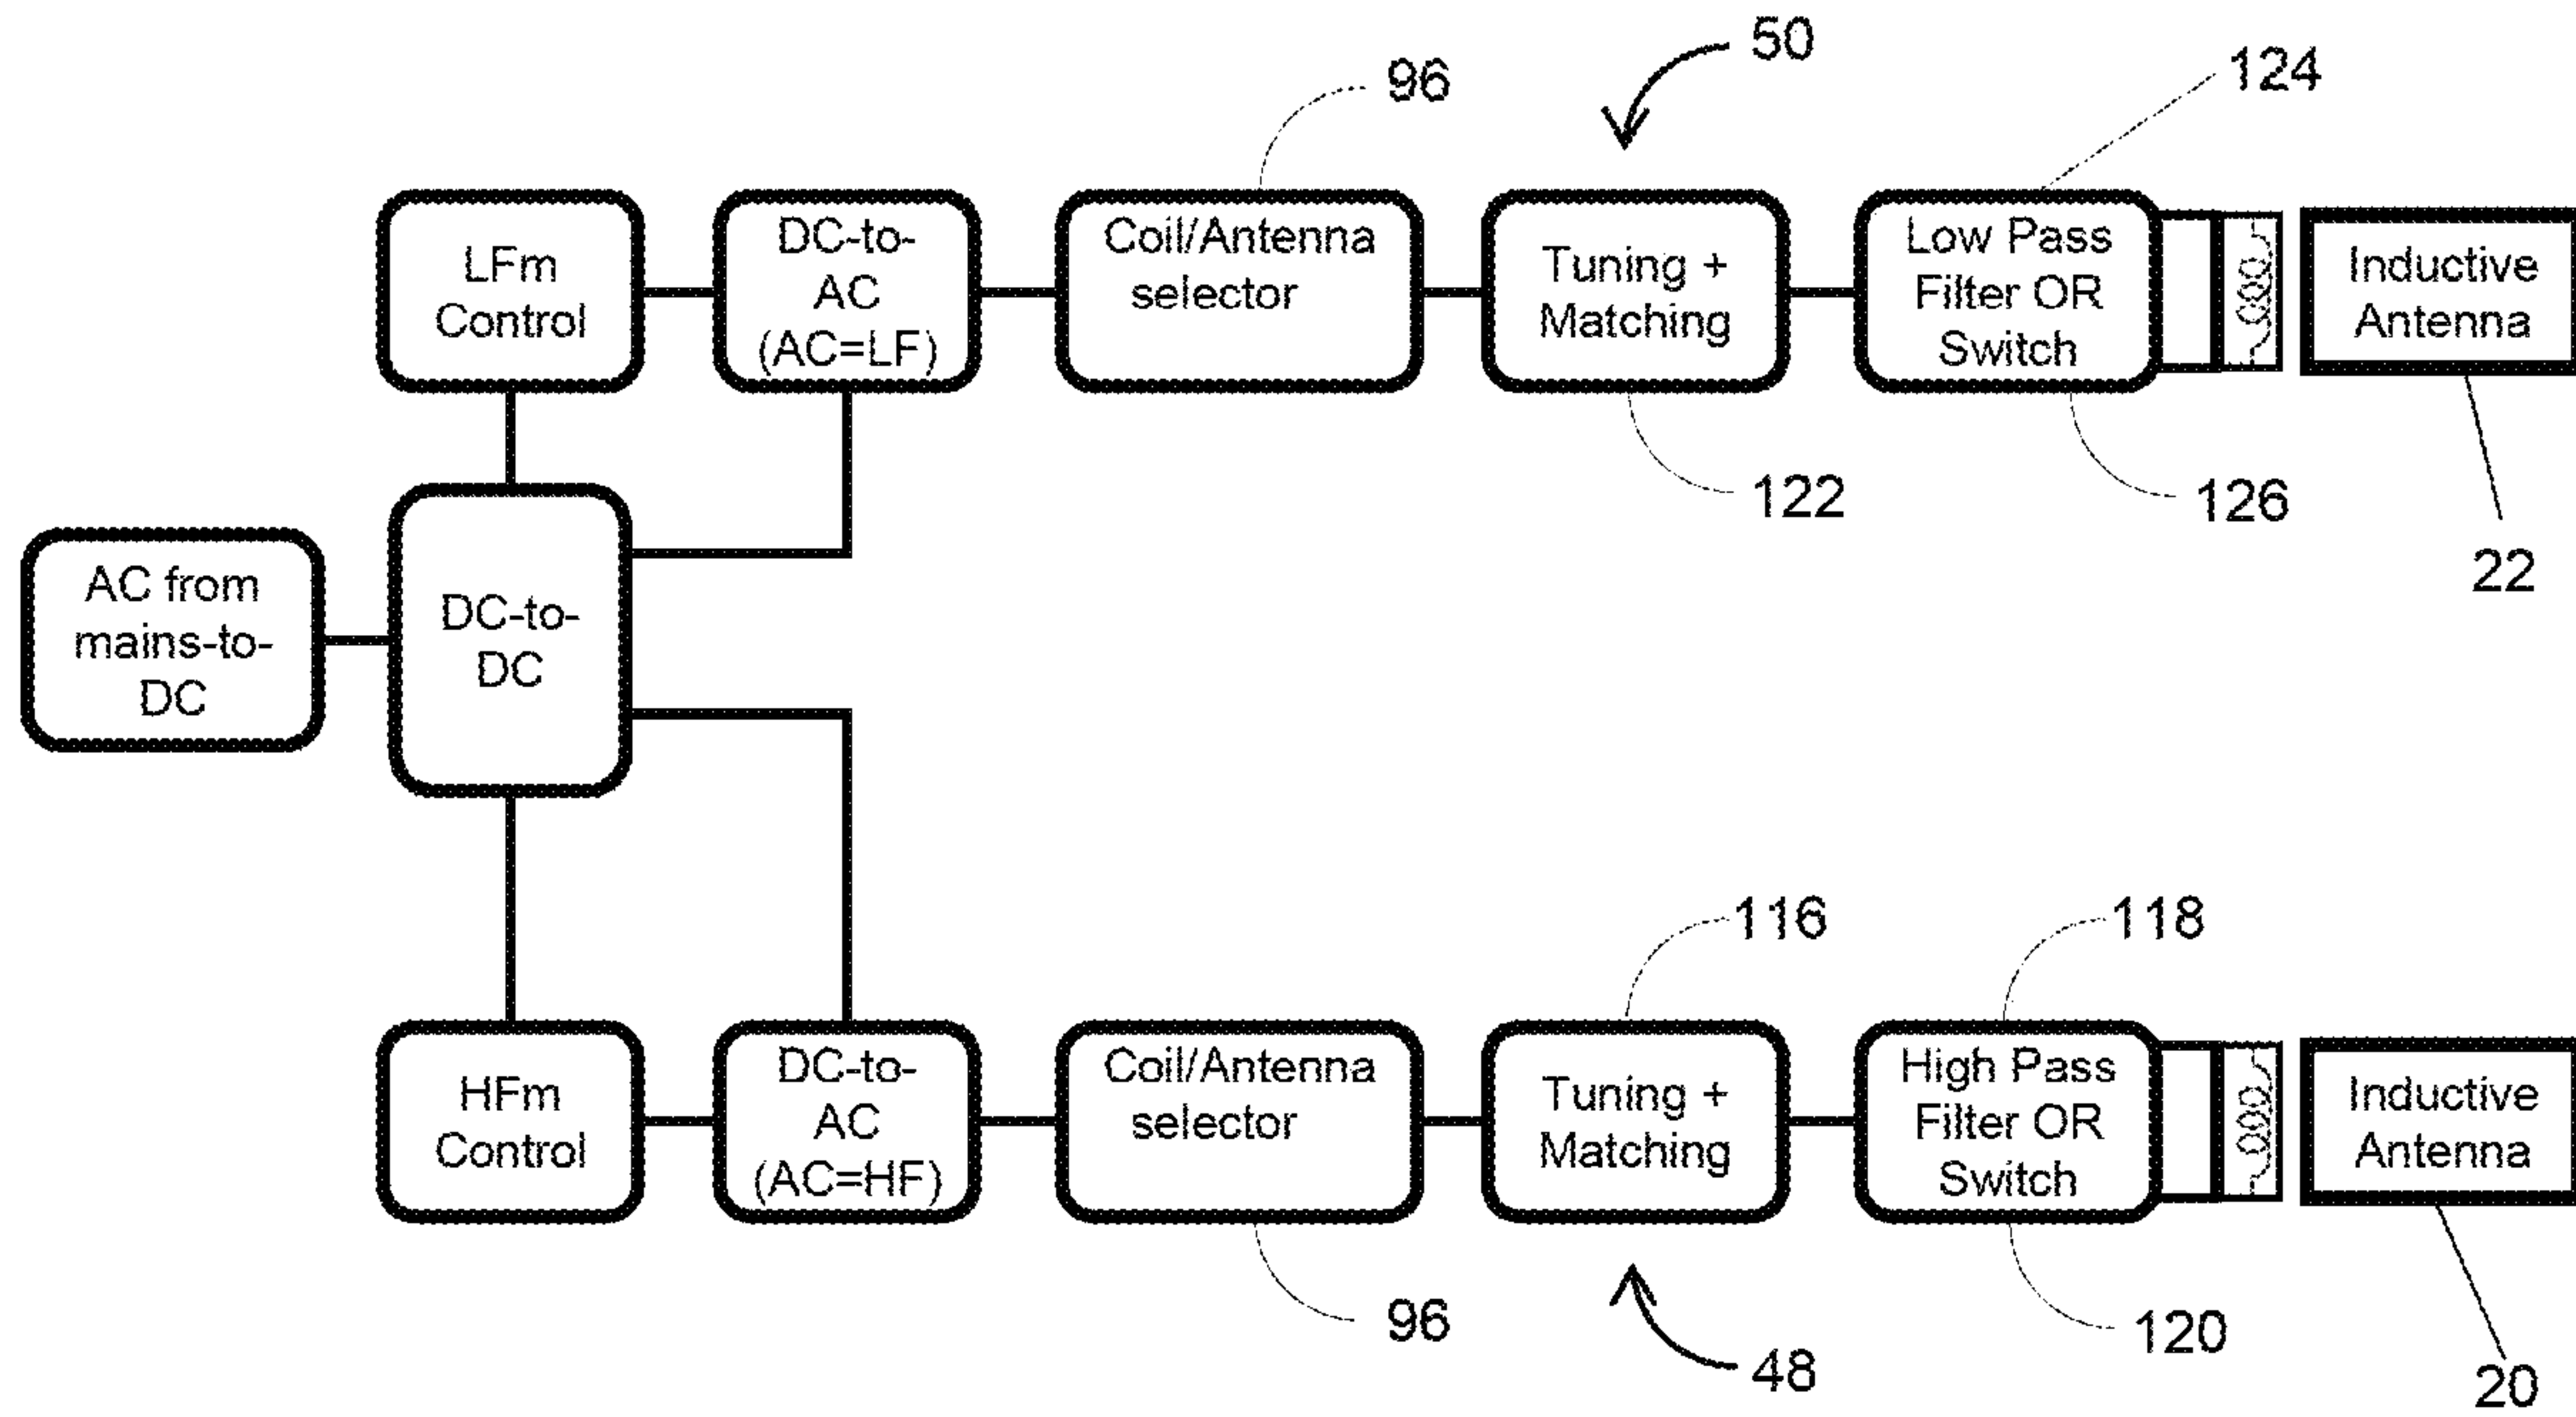 50
96
124
LFm
Control
DC-to-
AC
(AC=LF)
Coil/Antenna
selector
Tuning +
Matching
Low Pass
Filter OR
Switch
Inductive
Antenna
122
126
22
AC from
mains-to-
DC
DC-to-
DC
116
118
HFm
Control
DC-to-
AC
(AC=HF)
Coil/Antenna
selector
Tuning +
Matching
High Pass
Filter OR
Switch
Inductive
Antenna
96
48
120
20